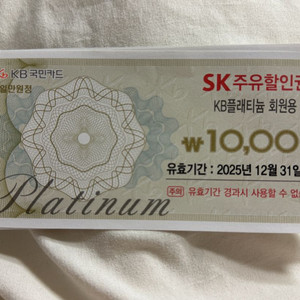 KB 국민카드
일만원정
SK 주유할인권
KB플래티늄 회원용
₩10,00
유효기간 : 2025년 12월 31일
Platinum
주의 유효기간 경과시 사용할 수 없